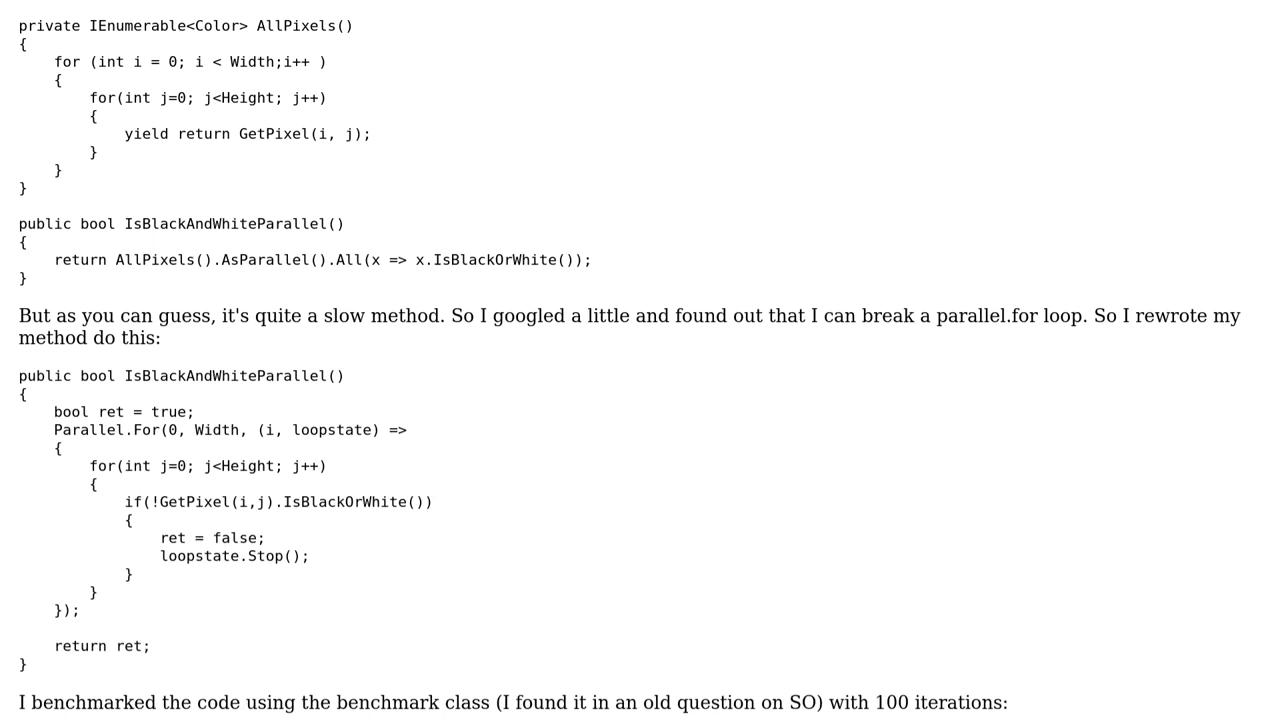 private IEnumerable<Color> AllPixels()
{
    for (int i = 0; i < Width;i++ )
    {
        for(int j=0; j<Height; j++)
        {
            yield return GetPixel(i, j);
        }
    }
}

public bool IsBlackAndWhiteParallel()
{
    return AllPixels().AsParallel().All(x => x.IsBlackOrWhite());
}

But as you can guess, it's quite a slow method. So I googled a little and found out that I can break a parallel.for loop. So I rewrote my
method do this:

public bool IsBlackAndWhiteParallel()
{
    bool ret = true;
    Parallel.For(0, Width, (i, loopstate) =>
    {
        for(int j=0; j<Height; j++)
        {
            if(!GetPixel(i,j).IsBlackOrWhite())
            {
                ret = false;
                loopstate.Stop();
            }
        }
    });

    return ret;
}

I benchmarked the code using the benchmark class (I found it in an old question on SO) with 100 iterations: